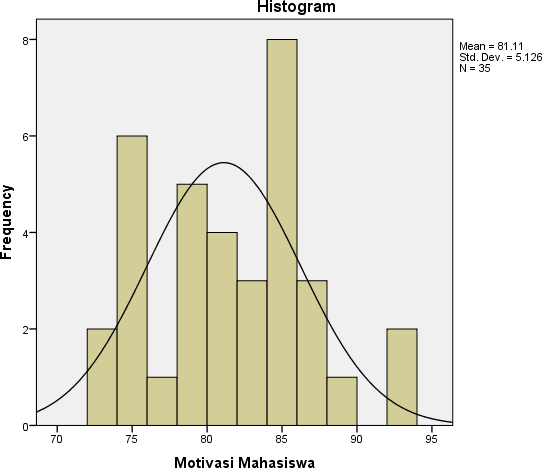 Histogram
Mean = 81.11
Std. Dev. = 5.126
N = 35
Frequency
8
6
4
2
0
70 75 80 85 90 95
Motivasi Mahasiswa